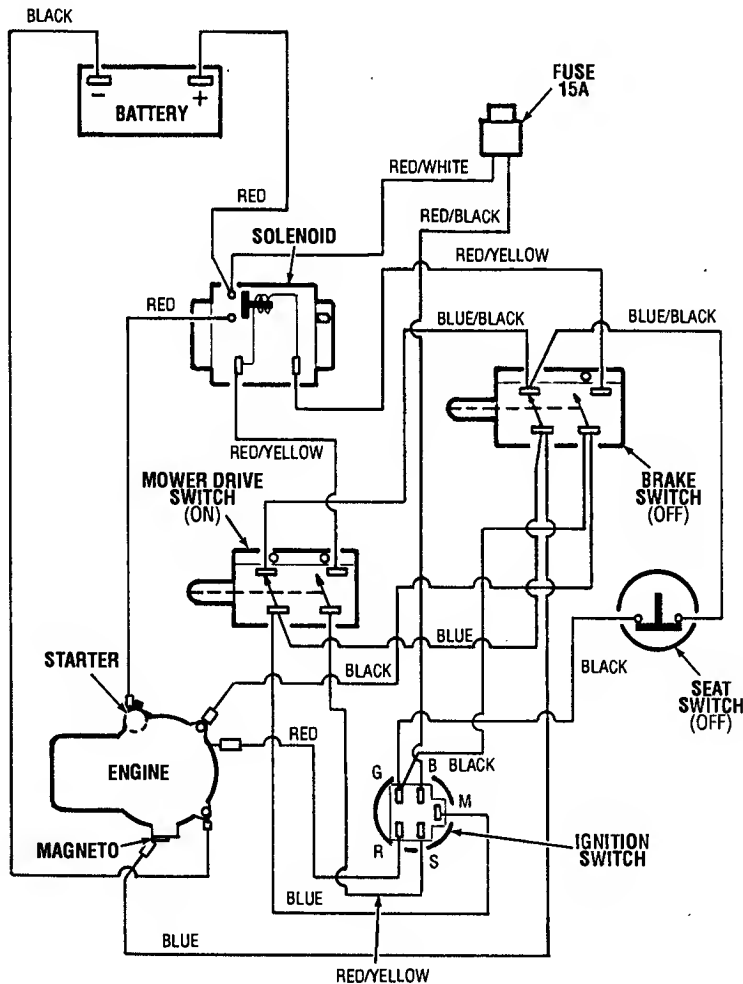 BLACK
- BATTERY +
FUSE
15A
RED/WHITE
RED
RED/BLACK
SOLENOID
RED/YELLOW
RED
BLUE/BLACK
BLUE/BLACK
RED/YELLOW
MOWER DRIVE
SWITCH
(ON)
BRAKE
SWITCH
(OFF)
BLUE
STARTER
BLACK
BLACK
SEAT
SWITCH
(OFF)
RED
ENGINE
G
B
BLACK
M
MAGNETO
R
S
IGNITION
SWITCH
BLUE
BLUE
RED/YELLOW